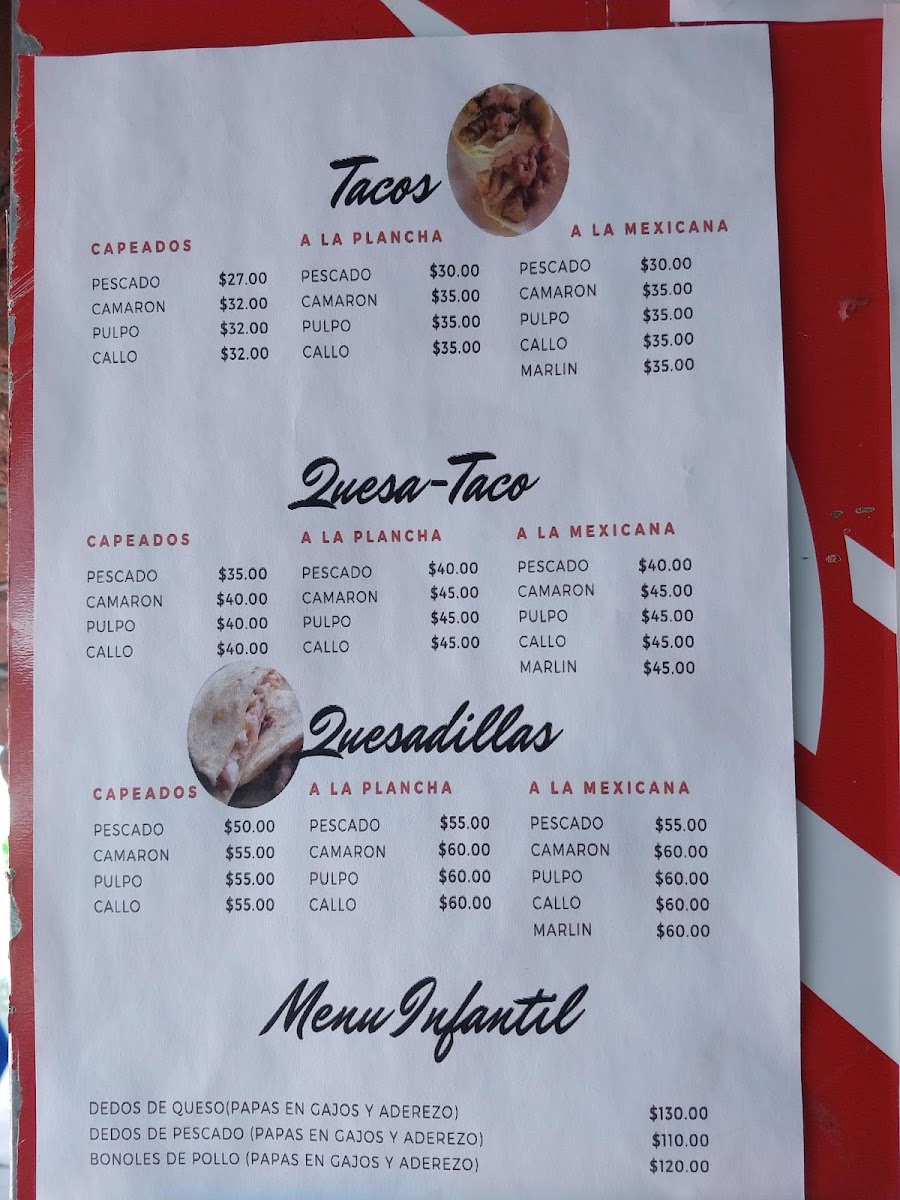 Tacos
CAPEADOS
PESCADO $27.00
CAMARON $32.00
PULPO $32.00
CALLO $32.00
A LA PLANCHA
PESCADO $30.00
CAMARON $35.00
PULPO $35.00
CALLO $35.00
A LA MEXICANA
PESCADO $30.00
CAMARON $35.00
PULPO $35.00
CALLO $35.00
MARLIN $35.00
Quesa-Taco
CAPEADOS
PESCADO $35.00
CAMARON $40.00
PULPO $40.00
CALLO $40.00
A LA PLANCHA
PESCADO $40.00
CAMARON $45.00
PULPO $45.00
CALLO $45.00
A LA MEXICANA
PESCADO $40.00
CAMARON $45.00
PULPO $45.00
CALLO $45.00
MARLIN $45.00
Quesadillas
CAPEADOS
PESCADO $50.00
CAMARON $55.00
PULPO $55.00
CALLO $55.00
A LA PLANCHA
PESCADO $55.00
CAMARON $60.00
PULPO $60.00
CALLO $60.00
A LA MEXICANA
PESCADO $55.00
CAMARON $60.00
PULPO $60.00
CALLO $60.00
MARLIN $60.00
Menu Infantil
DEDOS DE QUESO(PAPAS EN GAJOS Y ADEREZO) $130.00
DEDOS DE PESCADO (PAPAS EN GAJOS Y ADEREZO) $110.00
BONOLES DE POLLO (PAPAS EN GAJOS Y ADEREZO) $120.00